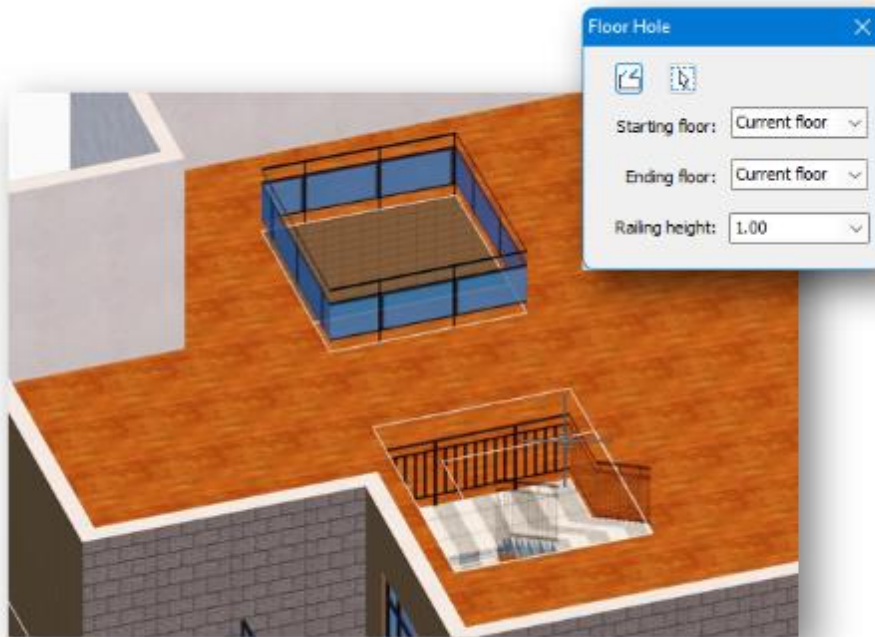 Floor Hole
Starting floor: Current floor
Ending floor: Current floor
Railing height: 1.00